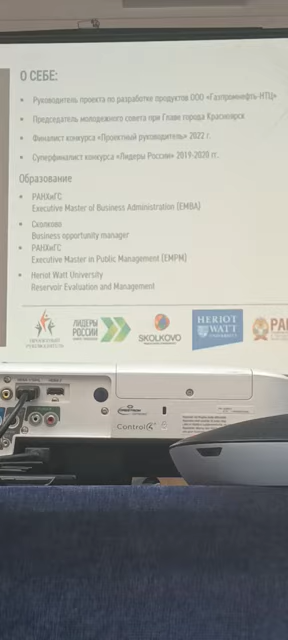 О СЕБЕ:
• Руководитель проекта по разработке продуктов ООО «Газпромнефть-НТЦ»
• Председатель молодежного совета при Главе города Красноярск
• Финалист конкурса «Проектный руководитель» 2022 г.
• Суперфиналист конкурса «Лидеры России» 2019-2020 гг.
Образование
• РАНХиГС
Executive Master of Business Administration (EMBA)
• Сколково
Business opportunity manager
• РАНХиГС
Executive Master in Public Management (EMPM)
• Heriot Watt University
Reservoir Evaluation and Management
ЛИДЕРЫ
РОССИИ
SKOLKOVO
HERIOT
WATT
UNIVERSITY
РАН
CRESTRON
Control4